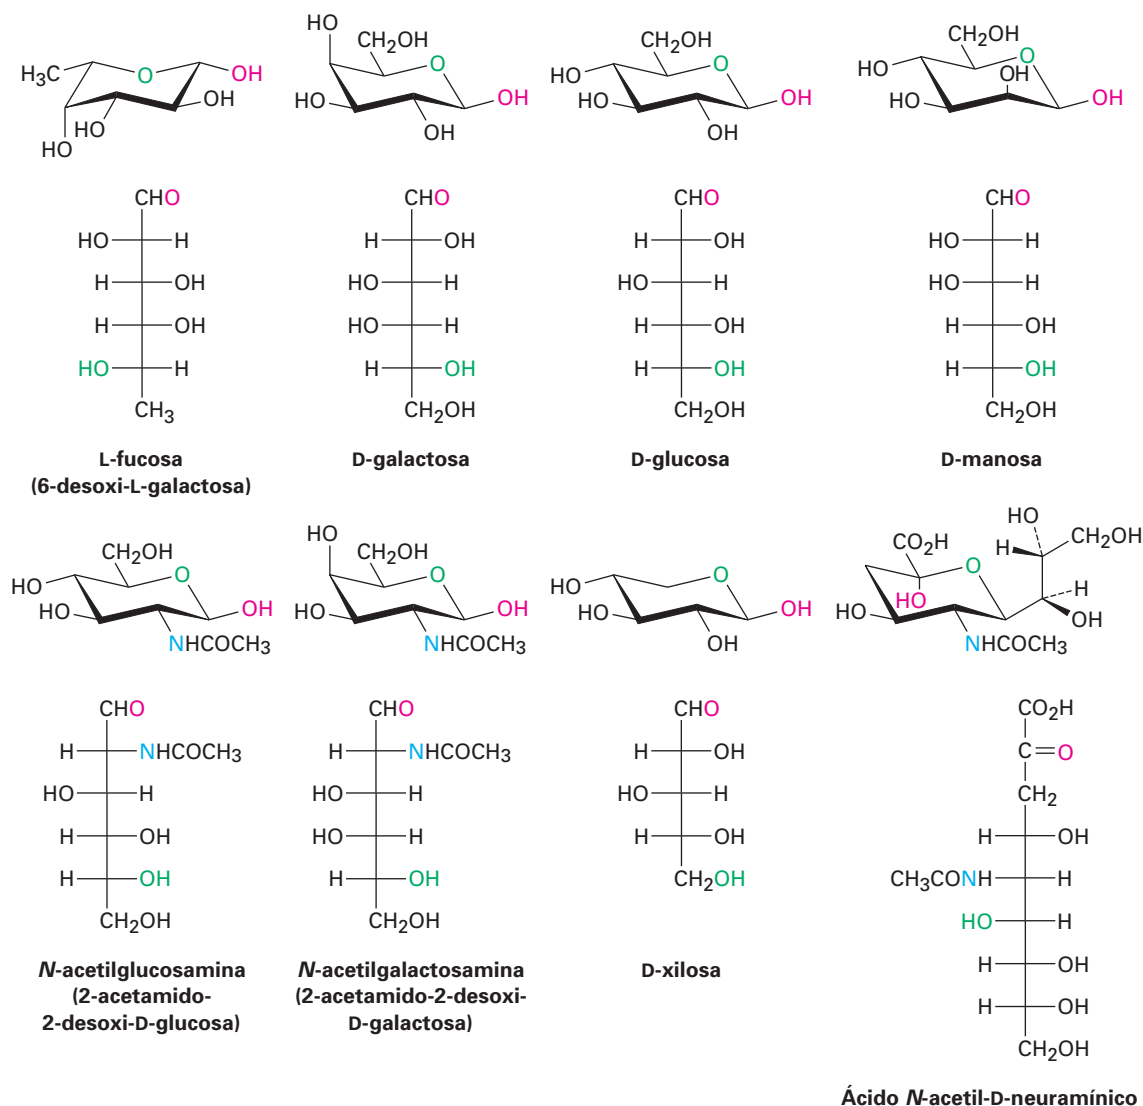 HO
CH2OH
CH2OH
CH2OH
H3C
O
OH
O
HO
O
HO
O
OH
OH
HO
OH
HO
OH
HO
OH
HO
OH
HO
OH
OH
CHO
CHO
CHO
CHO
HO H
H OH
H OH
HO H
H OH
HO H
HO H
HO H
H OH
HO H
H OH
H OH
HO H
H OH
H OH
H OH
CH3
CH2OH
CH2OH
CH2OH
L-fucosa
(6-desoxi-L-galactosa)
D-galactosa
D-glucosa
D-manosa
HO
CH2OH
O
HO
HO
OH
NHCOCH3
HO
CH2OH
O
HO
OH
NHCOCH3
HO
O
HO
OH
OH
HO
CO2H
H
CH2OH
O
HO
H
HO
OH
NHCOCH3
CHO
H NHCOCH3
HO H
H OH
H OH
CH2OH
N-acetilglucosamina
(2-acetamido-
2-desoxi-D-glucosa)
CHO
H NHCOCH3
HO H
HO H
H OH
CH2OH
N-acetilgalactosamina
(2-acetamido-2-desoxi-
D-galactosa)
CHO
H OH
HO H
H OH
CH2OH
D-xilosa
CO2H
C=O
CH2
H OH
CH3CONH H
HO H
H OH
H OH
CH2OH
Ácido N-acetil-D-neuramínico